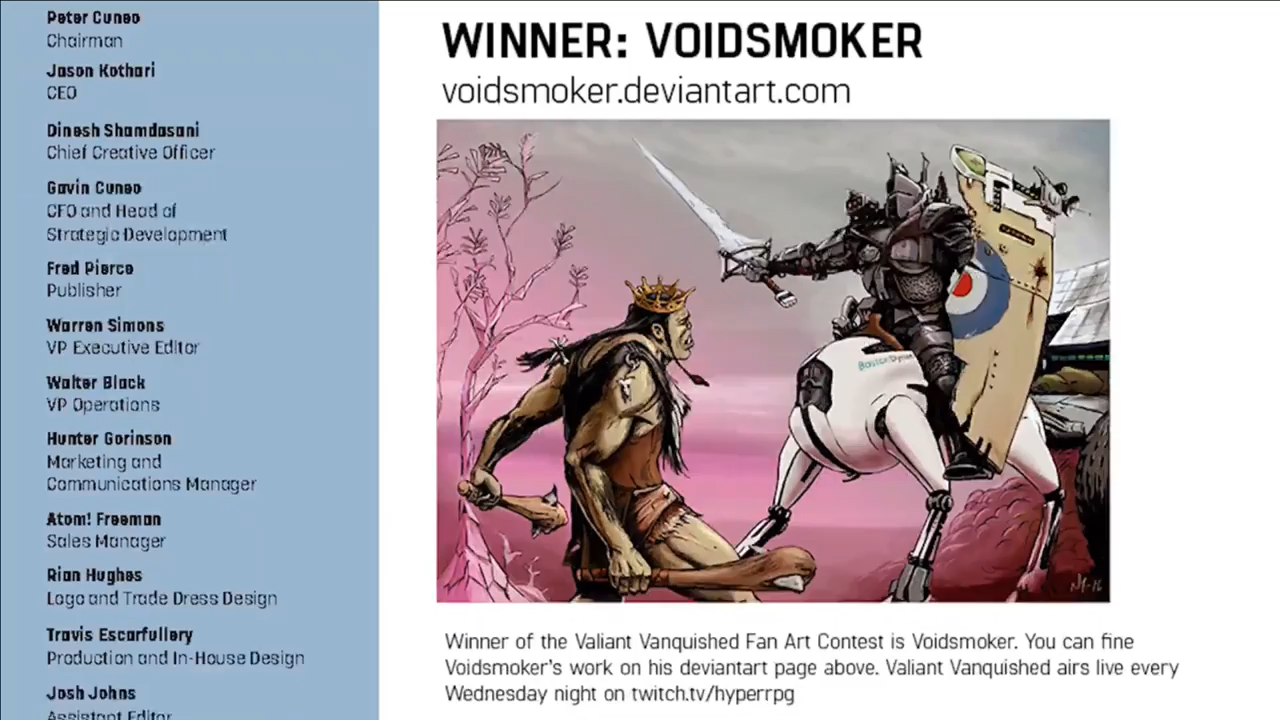 Peter Cuneo
Chairman
Jason Kothari
CEO
Dinesh Shamdasani
Chief Creative Officer
Gavin Cuneo
CFO and Head of
Strategic Development
Fred Pierce
Publisher
Warren Simons
VP Executive Editor
Walter Black
VP Operations
Hunter Gorinson
Marketing and
Communications Manager
Atom! Freeman
Sales Manager
Rian Hughes
Logo and Trade Dress Design
Travis Escarfullery
Production and In-House Design
Josh Johns
Assistant Editor
WINNER: VOIDSMOKER
voidsmoker.deviantart.com
Winner of the Valiant Vanquished Fan Art Contest is Voidsmoker. You can fine
Voidsmoker's work on his deviantart page above. Valiant Vanquished airs live every
Wednesday night on twitch.tv/hyperrpg